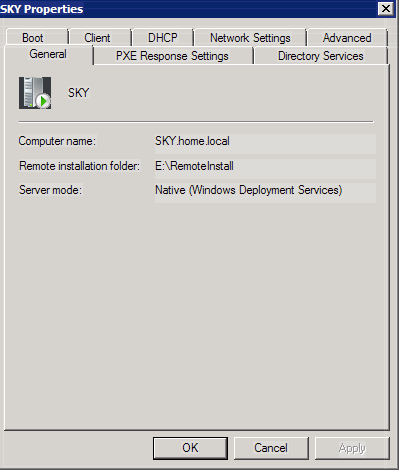 SKY Properties
Boot Client DHCP Network Settings Advanced
General PXE Response Settings Directory Services
SKY
Computer name: SKY.home.local
Remote installation folder: E:\RemoteInstall
Server mode: Native (Windows Deployment Services)
OK Cancel Apply